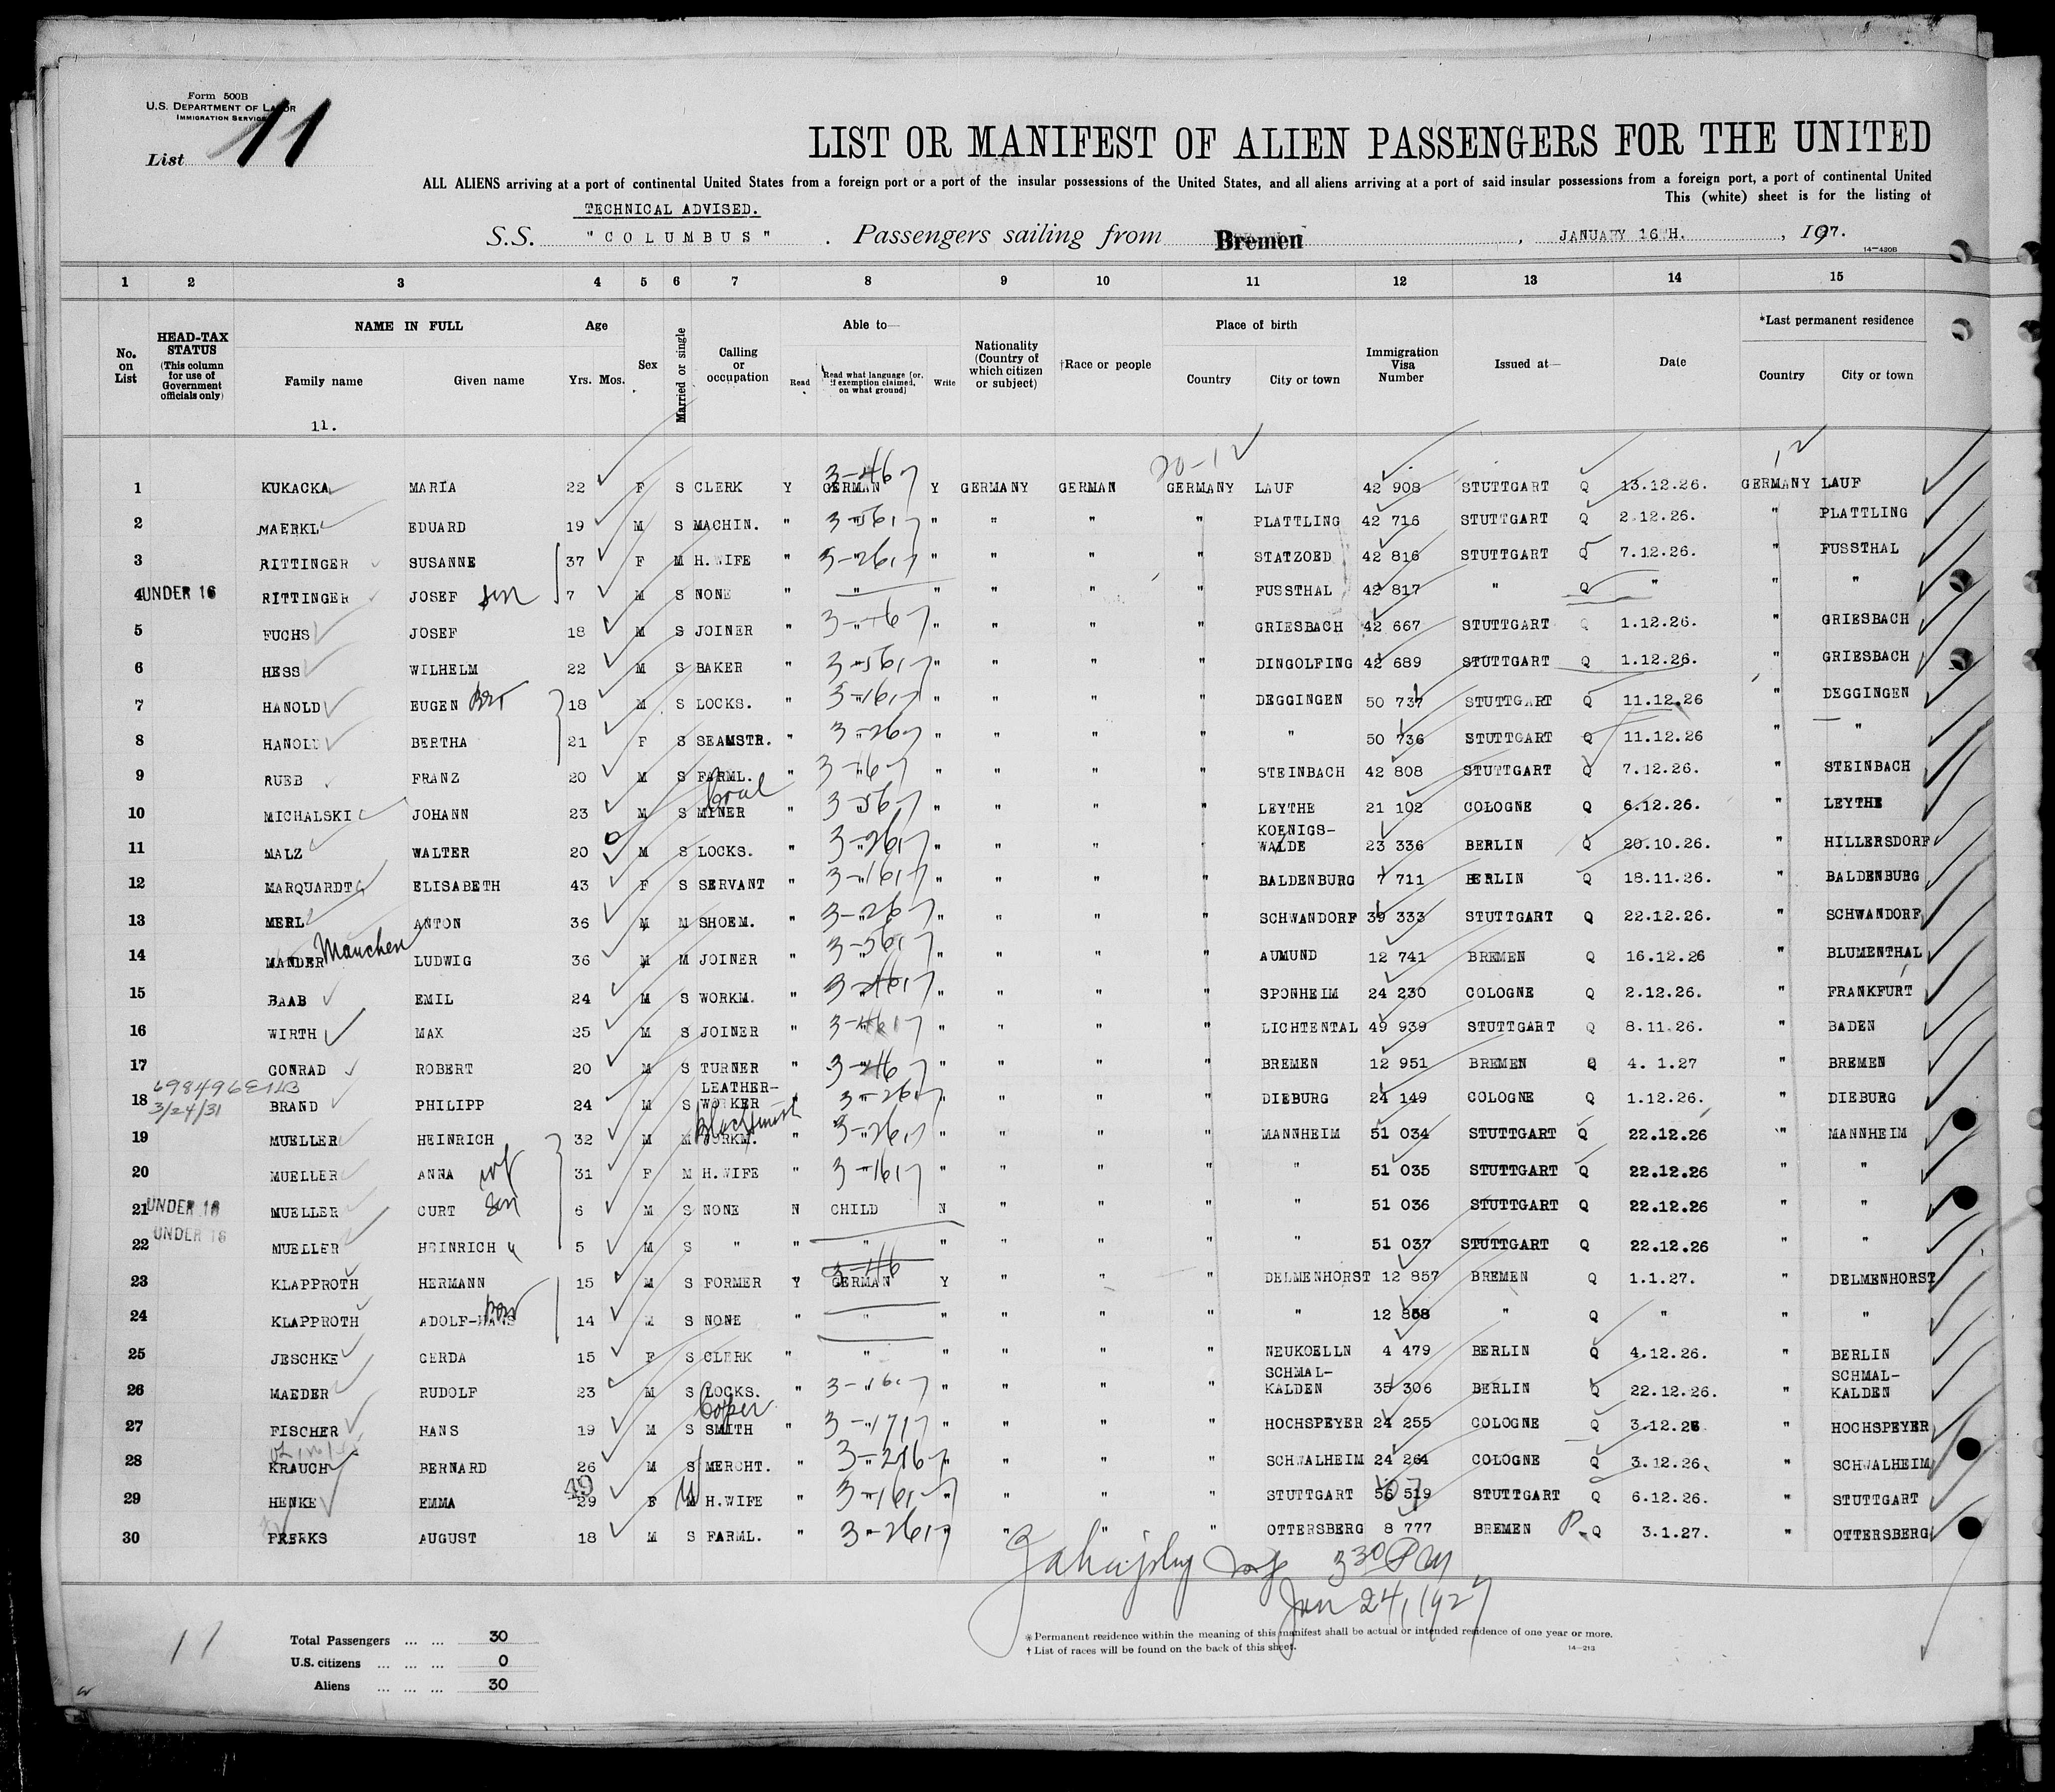 Form 500B
U.S. DEPARTMENT OF LABOR
IMMIGRATION SERVICE
List 11
LIST OR MANIFEST OF ALIEN PASSENGERS FOR THE UNITED
ALL ALIENS arriving at a port of continental United States from a foreign port or a port of the insular possessions of the United States, and all aliens arriving at a port of said insular possessions from a foreign port, a port of continental United
This (white) sheet is for the listing of
TECHNICAL ADVISED.
S.S. "COLUMBUS" . Passengers sailing from Bremen , JANUARY 16TH. , 1927.
14-430B
1 2 3 4 5 6 7 8 9 10 11 12 13 14 15
No. on List
HEAD-TAX STATUS (This column for use of Government officials only)
NAME IN FULL
Family name Given name
Age
Yrs. Mos.
Sex
Married or single
Calling or occupation
Able to—
Read
Read what language (or, if exemption claimed, on what ground)
Write
Nationality (Country of which citizen or subject)
†Race or people
Place of birth
Country City or town
Immigration Visa Number
Issued at—
Date
*Last permanent residence
Country City or town
11.
20-12
1 KUKACKA MARIA 22 F S CLERK Y GERMAN Y GERMANY GERMAN GERMANY LAUF 42 908 STUTTGART Q 13.12.26. GERMANY LAUF
2 MAERKL EDUARD 19 M S MACHIN. " " " " " " PLATTLING 42 716 STUTTGART Q 2.12.26. " PLATTLING
3 RITTINGER SUSANNE 37 F M H.WIFE " " " " " " STATZOED 42 816 STUTTGART Q 7.12.26. " FUSSTHAL
4 UNDER 16 RITTINGER JOSEF son 7 M S NONE " " " " " " FUSSTHAL 42 817 " Q " " "
5 FUCHS JOSEF 18 M S JOINER " " " " " " GRIESBACH 42 667 STUTTGART Q 1.12.26. " GRIESBACH
6 HESS WILHELM 22 M S BAKER " " " " " " DINGOLFING 42 689 STUTTGART Q 1.12.26. " GRIESBACH
7 HANOLD EUGEN 18 M S LOCKS. " " " " " " DEGGINGEN 50 737 STUTTGART Q 11.12.26 " DEGGINGEN
8 HANOLD BERTHA 21 F S SEAMSTR. " " " " " " " 50 736 STUTTGART Q 11.12.26 " "
9 RUEB FRANZ 20 M S FARML. " " " " " " STEINBACH 42 808 STUTTGART Q 7.12.26. " STEINBACH
10 MICHALSKI JOHANN 23 M S Coal MINER " " " " " " LEYTHE 21 102 COLOGNE Q 6.12.26. " LEYTHE
11 MALZ WALTER 20 M S LOCKS. " " " " " KOENIGS-WALDE 23 336 BERLIN Q 20.10.26. " HILLERSDORF
12 MARQUARDT ELISABETH 43 F S SERVANT " " " " " " BALDENBURG 7 711 BERLIN Q 18.11.26. " BALDENBURG
13 MERL ANTON 36 M M SHOEM. " " " " " " SCHWANDORF 39 333 STUTTGART Q 22.12.26. " SCHWANDORF
14 MANDER LUDWIG 36 M M JOINER " " " " " " AUMUND 12 741 BREMEN Q 16.12.26 " BLUMENTHAL
15 BAAB EMIL 24 M S WORKM. " " " " " " SPONHEIM 24 230 COLOGNE Q 2.12.26. " FRANKFURT
16 WIRTH MAX 25 M S JOINER " " " " " " LICHTENTAL 49 939 STUTTGART Q 8.11.26. " BADEN
17 CONRAD ROBERT 20 M S TURNER " " " " " " BREMEN 12 951 BREMEN Q 4. 1.27 " BREMEN
18 3/24/31 BRAND PHILIPP 24 M S LEATHER-WORKER " " " " " " DIEBURG 24 149 COLOGNE Q 1.12.26. " DIEBURG
19 MUELLER HEINRICH 32 M M Blacksmith WORKM. " " " " " " MANNHEIM 51 034 STUTTGART Q 22.12.26 " MANNHEIM
20 MUELLER ANNA wf 31 F M H.WIFE " " " " " " " 51 035 STUTTGART Q 22.12.26 " "
21 UNDER 16 MUELLER CURT son 6 M S NONE N CHILD N " " " " 51 036 STUTTGART Q 22.12.26 " "
22 UNDER 16 MUELLER HEINRICH " 5 M S " " " " " " " " 51 037 STUTTGART Q 22.12.26 " "
23 KLAPPROTH HERMANN 15 M S FORMER Y GERMAN Y " " " DELMENHORST 12 857 BREMEN Q 1.1.27. " DELMENHORST
24 KLAPPROTH ADOLF-HANS 14 M S NONE " " " " " " " 12 858 " Q " " "
25 JESCHKE GERDA 15 F S CLERK " " " " " " NEUKOELLN 4 479 BERLIN Q 4.12.26. " BERLIN
26 MAEDER RUDOLF 23 M S LOCKS. " " " " " " SCHMAL-KALDEN 35 306 BERLIN Q 22.12.26. " SCHMAL-KALDEN
27 FISCHER HANS 19 M S Copper SMITH " " " " " " HOCHSPEYER 24 255 COLOGNE Q 3.12.26 " HOCHSPEYER
28 KRAUCH BERNARD 26 M S MERCHT. " " " " " " SCHWALHEIM 24 264 COLOGNE Q 3.12.26. " SCHWALHEIM
29 HENKE EMMA 49 29 F M H.WIFE " " " " " " STUTTGART 56 519 STUTTGART Q 6.12.26. " STUTTGART
30 FRERKS AUGUST 18 M S FARML. " " " " " " OTTERSBERG 8 777 BREMEN Q 3.1.27. " OTTERSBERG
3 30 PM
Jan 24, 1927
11
Total Passengers ... ... 30
U.S. citizens ... ... ... 0
Aliens ... ... ... 30
* Permanent residence within the meaning of this manifest shall be actual or intended residence of one year or more.
† List of races will be found on the back of this sheet.
14-213